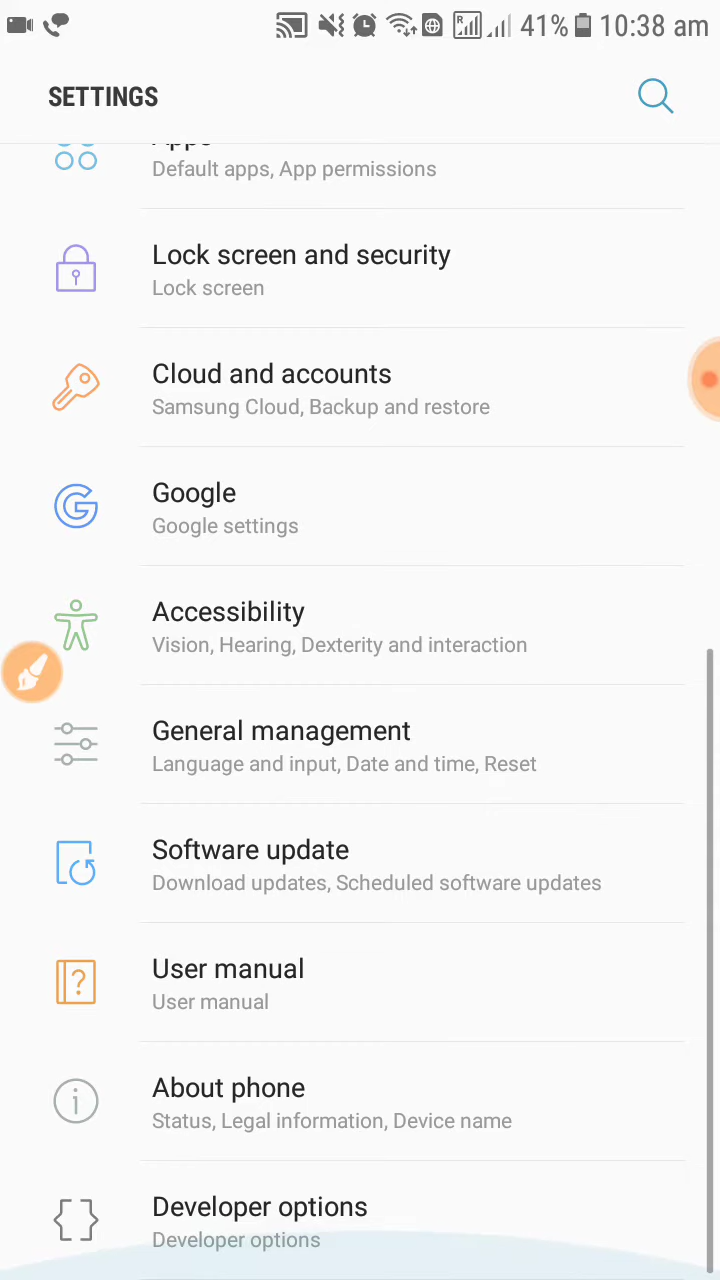 41% 10:38 am
SETTINGS
Apps
Default apps, App permissions
Lock screen and security
Lock screen
Cloud and accounts
Samsung Cloud, Backup and restore
Google
Google settings
Accessibility
Vision, Hearing, Dexterity and interaction
General management
Language and input, Date and time, Reset
Software update
Download updates, Scheduled software updates
User manual
User manual
About phone
Status, Legal information, Device name
Developer options
Developer options